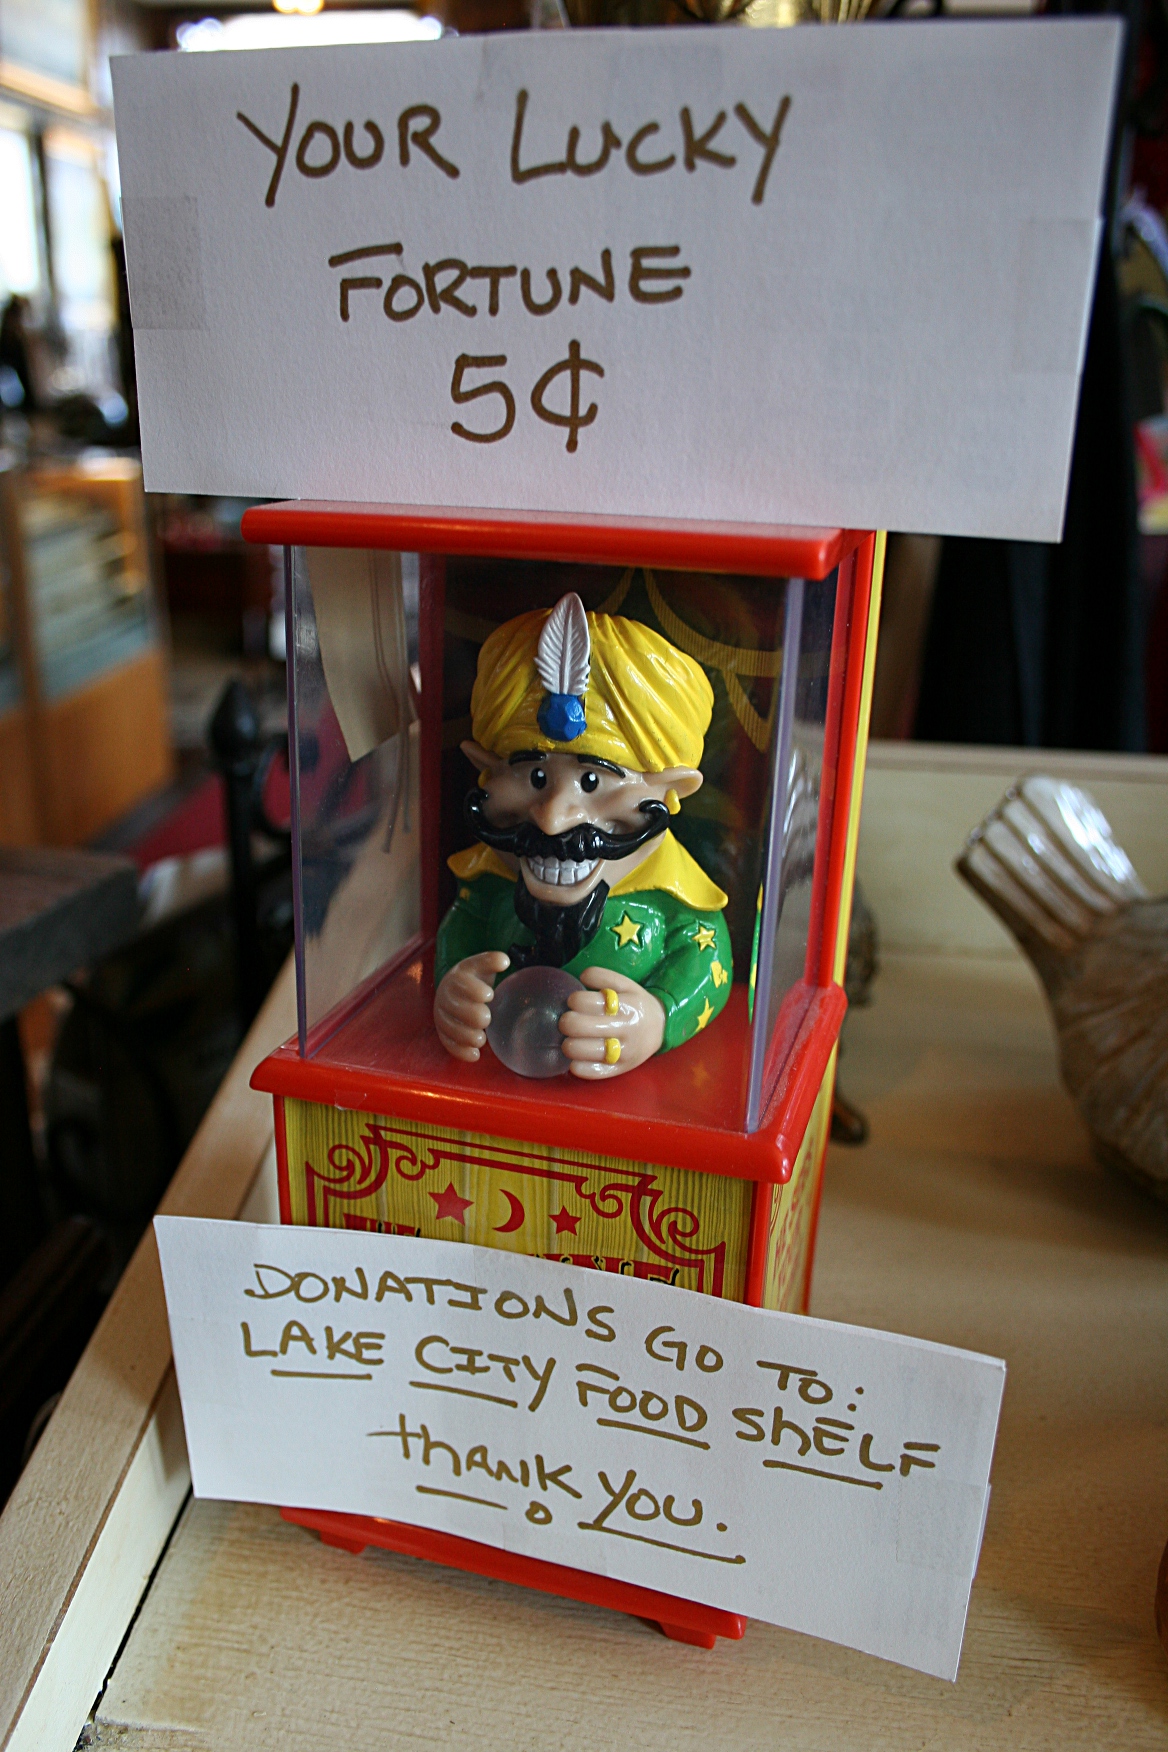 YOUR LUCKY
FORTUNE
5¢
DONATIONS GO TO:
LAKE CITY FOOD SHELF
THANK YOU.